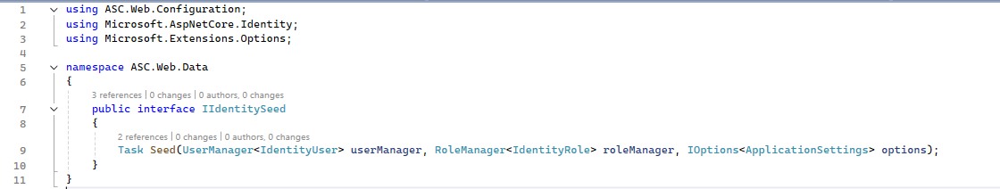 1 using ASC.Web.Configuration;
2 using Microsoft.AspNetCore.Identity;
3 using Microsoft.Extensions.Options;
4
5 namespace ASC.Web.Data
6 {
3 references | 0 changes | 0 authors, 0 changes
7 public interface IIdentitySeed
8 {
2 references | 0 changes | 0 authors, 0 changes
9 Task Seed(UserManager<IdentityUser> userManager, RoleManager<IdentityRole> roleManager, IOptions<ApplicationSettings> options);
10 }
11 }